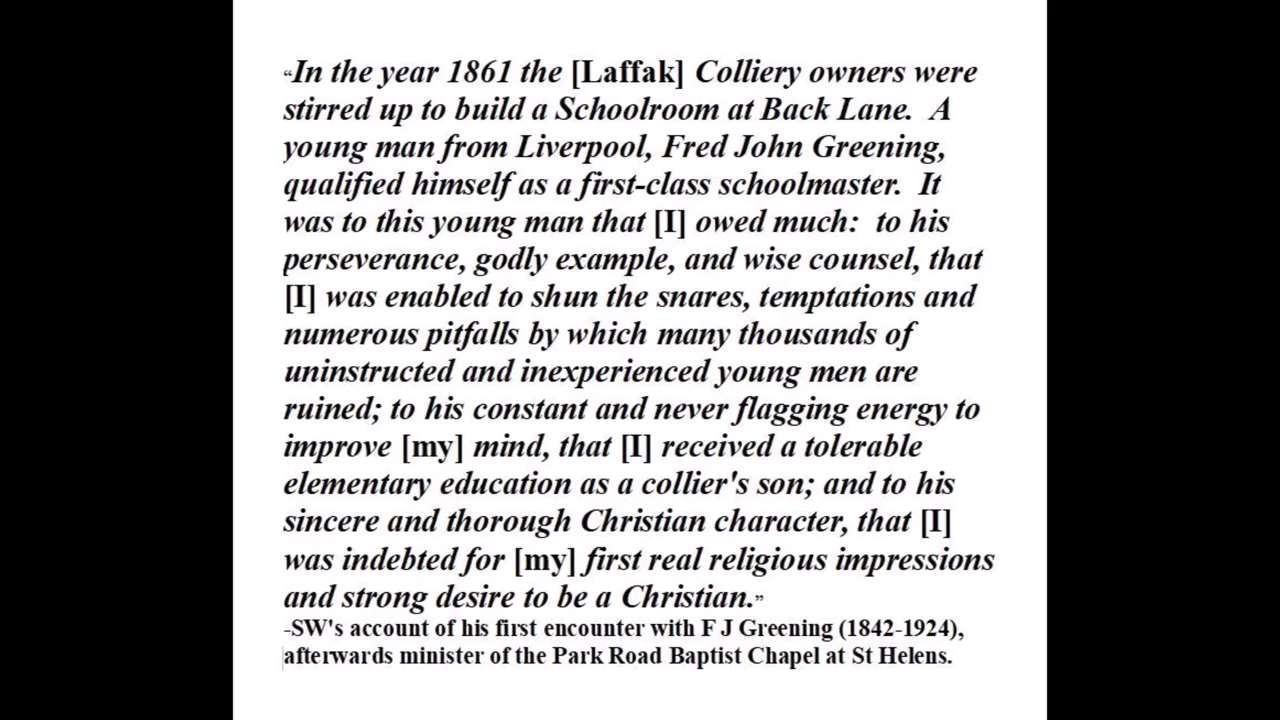 “In the year 1861 the [Laffak] Colliery owners were
stirred up to build a Schoolroom at Back Lane.  A
young man from Liverpool, Fred John Greening,
qualified himself as a first-class schoolmaster.  It
was to this young man that [I] owed much:  to his
perseverance, godly example, and wise counsel, that
[I] was enabled to shun the snares, temptations and
numerous pitfalls by which many thousands of
uninstructed and inexperienced young men are
ruined; to his constant and never flagging energy to
improve [my] mind, that [I] received a tolerable
elementary education as a collier's son; and to his
sincere and thorough Christian character, that [I]
was indebted for [my] first real religious impressions
and strong desire to be a Christian.”
-SW's account of his first encounter with F J Greening (1842-1924),
afterwards minister of the Park Road Baptist Chapel at St Helens.